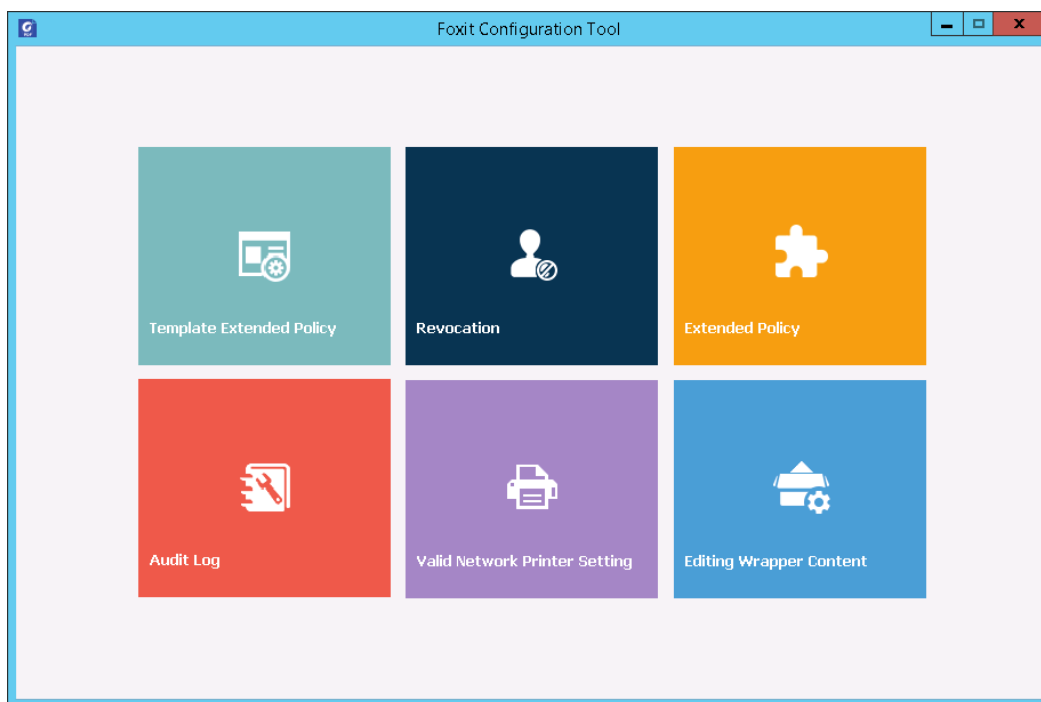 Foxit Configuration Tool
Template Extended Policy
Revocation
Extended Policy
Audit Log
Valid Network Printer Setting
Editing Wrapper Content